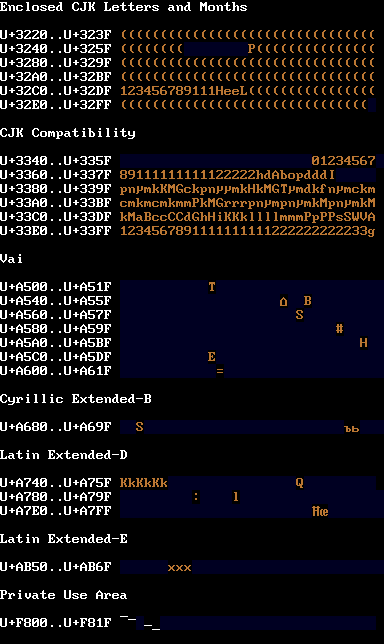 Enclosed CJK Letters and Months
U+3220..U+323F ((((((((((((((((((((((((((((((((
U+3240..U+325F ((((((((        P(((((((((((((((
U+3280..U+329F ((((((((((((((((((((((((((((((((
U+32A0..U+32BF ((((((((((((((((((((((((((((((((
U+32C0..U+32DF 123456789111HeeL((((((((((((((((
U+32E0..U+32FF (((((((((((((((((((((((((((((((
CJK Compatibility
U+3340..U+335F                         01234567
U+3360..U+337F 89111111111122222hdAbopdddI
U+3380..U+339F pnµmkKMGckpnµµmkHkMGTµmdkfnµmckm
U+33A0..U+33BF cmkmcmkmmPkMGrrrpnµmpnµmkMpnµmkM
U+33C0..U+33DF kMaBccCCdGhHiKKkllllmmmPpPPsSWVA
U+33E0..U+33FF 1234567891111111111222222222233g
Vai
U+A500..U+A51F T
U+A540..U+A55F Ω B
U+A560..U+A57F S
U+A580..U+A59F #
U+A5A0..U+A5BF H
U+A5C0..U+A5DF E
U+A600..U+A61F =
Cyrillic Extended-B
U+A680..U+A69F S ъь
Latin Extended-D
U+A740..U+A75F KkKkKk Q
U+A780..U+A79F : l
U+A7E0..U+A7FF Ħœ
Latin Extended-E
U+AB50..U+AB6F xxx
Private Use Area
U+F800..U+F81F